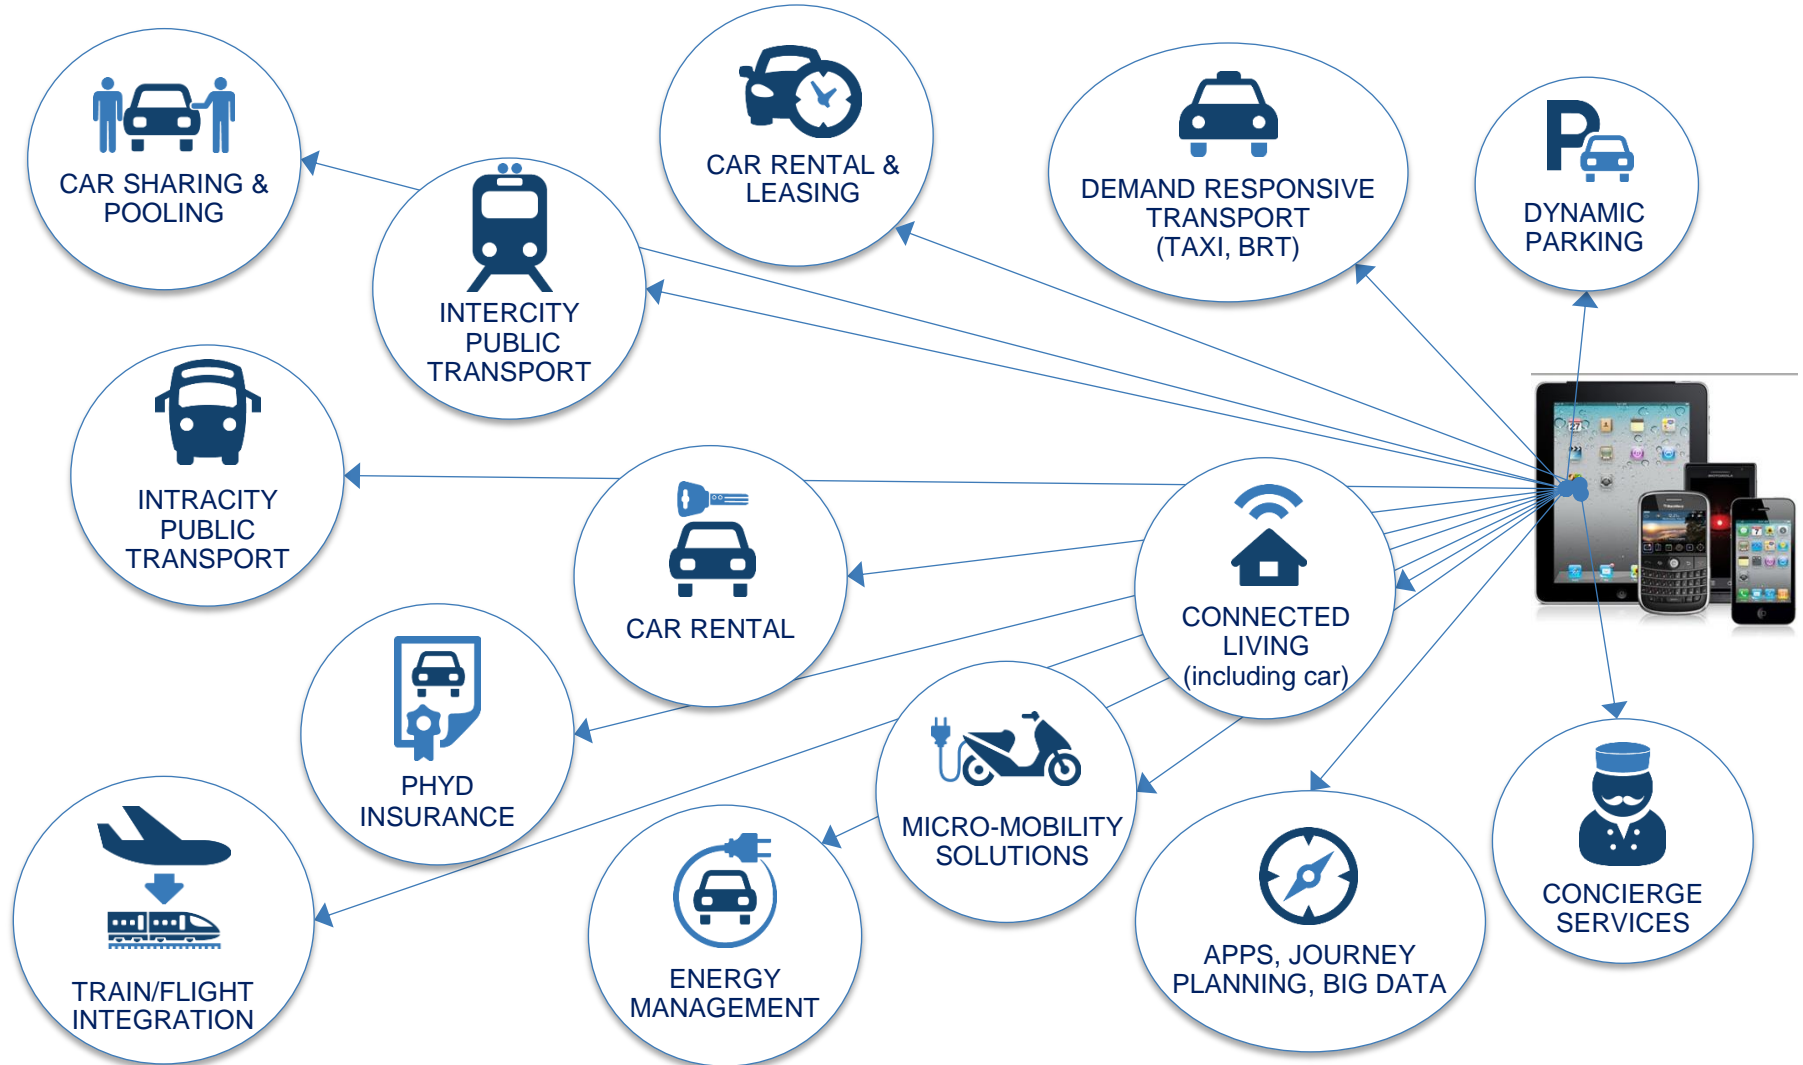 CAR SHARING &
POOLING
CAR RENTAL &
LEASING
DEMAND RESPONSIVE
TRANSPORT
(TAXI, BRT)
P
DYNAMIC
PARKING
INTERCITY
PUBLIC
TRANSPORT
INTRACITY
PUBLIC
TRANSPORT
CAR RENTAL
CONNECTED
LIVING
(including car)
PHYD
INSURANCE
MICRO-MOBILITY
SOLUTIONS
TRAIN/FLIGHT
INTEGRATION
ENERGY
MANAGEMENT
APPS, JOURNEY
PLANNING, BIG DATA
CONCIERGE
SERVICES
27